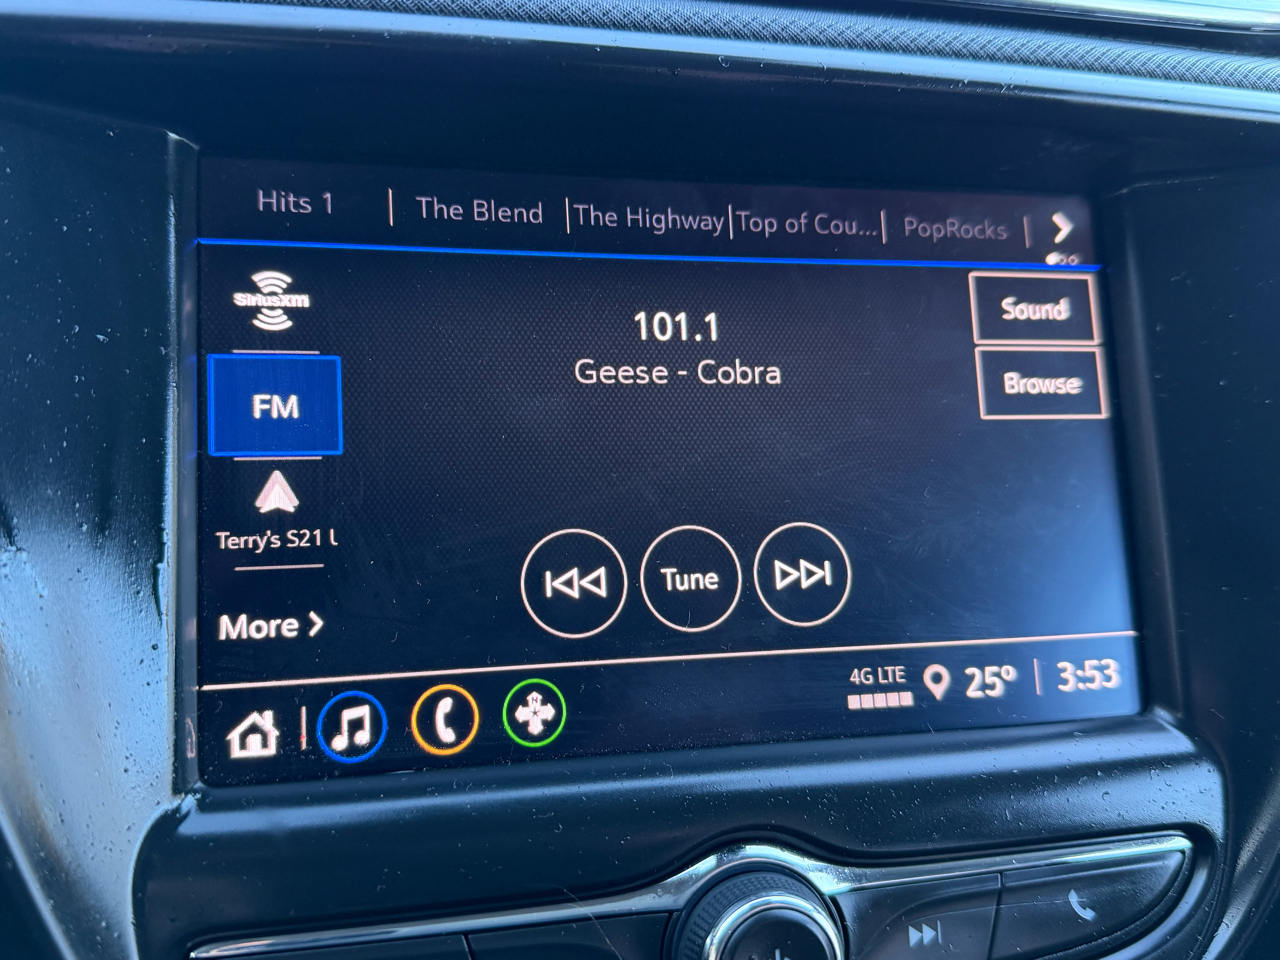 Hits 1 | The Blend | The Highway | Top of Cou... | PopRocks |
siriusxm
101.1
Sound
Geese - Cobra
Browse
FM
Terry's S21 U
More
Tune
4G LTE
25° | 3:53
N